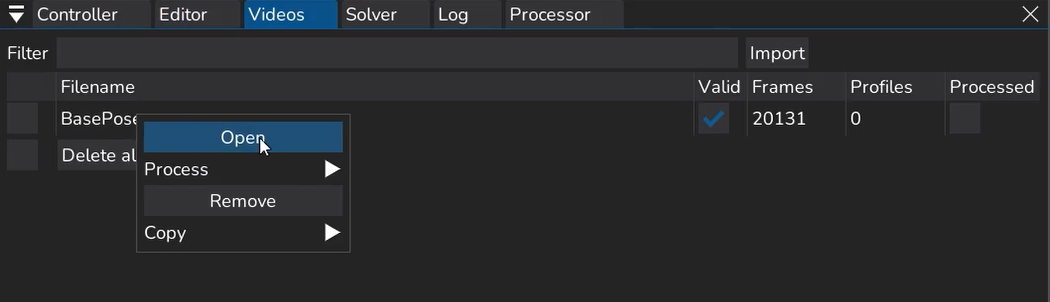 Controller Editor Videos Solver Log Processor
Filter Import
Filename Valid Frames Profiles Processed
BasePose 20131 0
Delete al
Open
Process
Remove
Copy